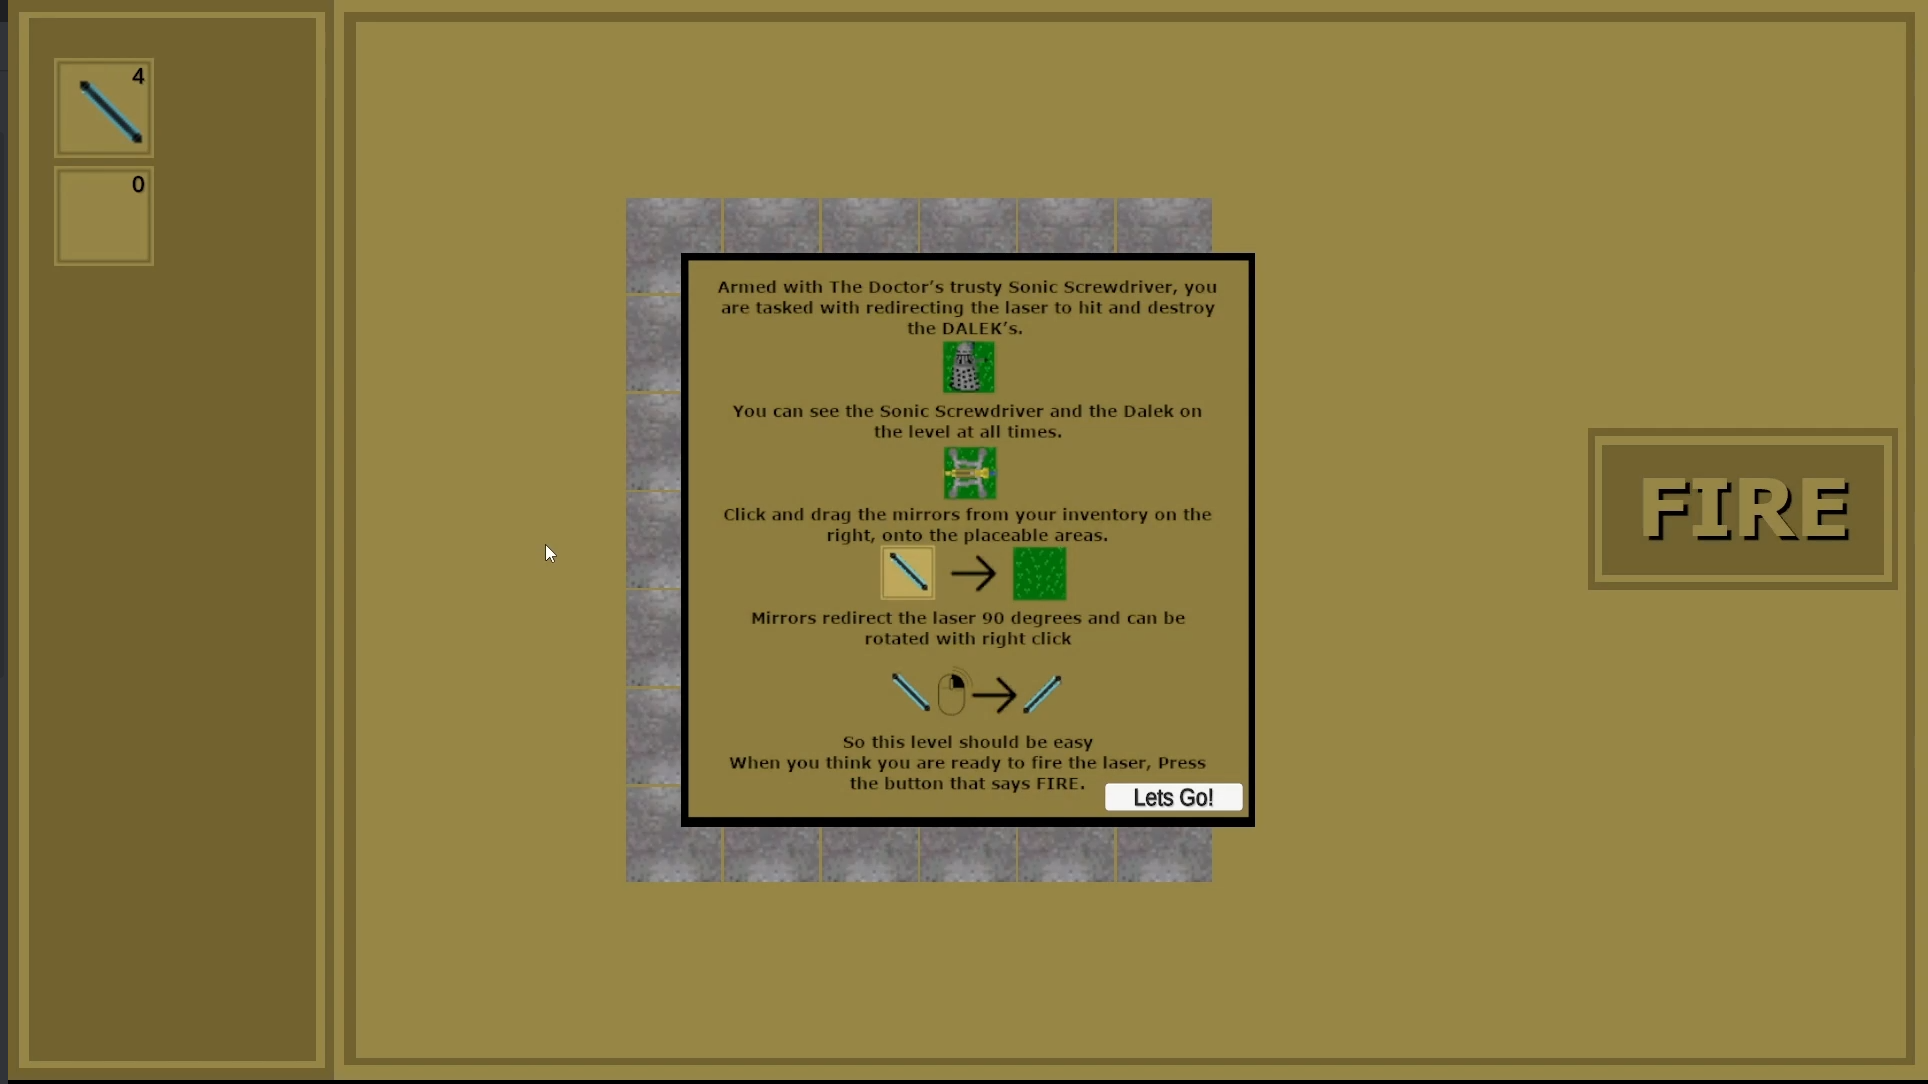 4
0
Armed with The Doctor's trusty Sonic Screwdriver, you
are tasked with redirecting the laser to hit and destroy
the DALEK's.
You can see the Sonic Screwdriver and the Dalek on
the level at all times.
Click and drag the mirrors from your inventory on the
right, onto the placeable areas.
Mirrors redirect the laser 90 degrees and can be
rotated with right click
So this level should be easy
When you think you are ready to fire the laser, Press
the button that says FIRE.
Lets Go!
FIRE